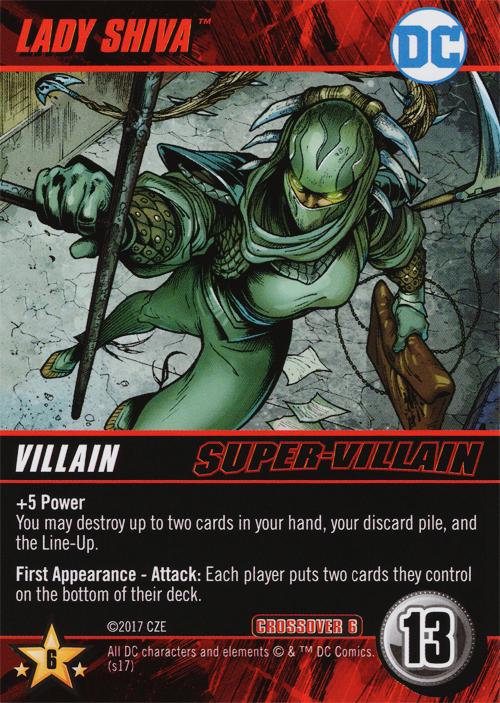 LADY SHIVA™
DC
VILLAIN
SUPER-VILLAIN
+5 Power
You may destroy up to two cards in your hand, your discard pile, and
the Line-Up.
First Appearance - Attack: Each player puts two cards they control
on the bottom of their deck.
©2017 CZE
CROSSOVER 6
13
6
All DC characters and elements © & ™ DC Comics.
(s17)